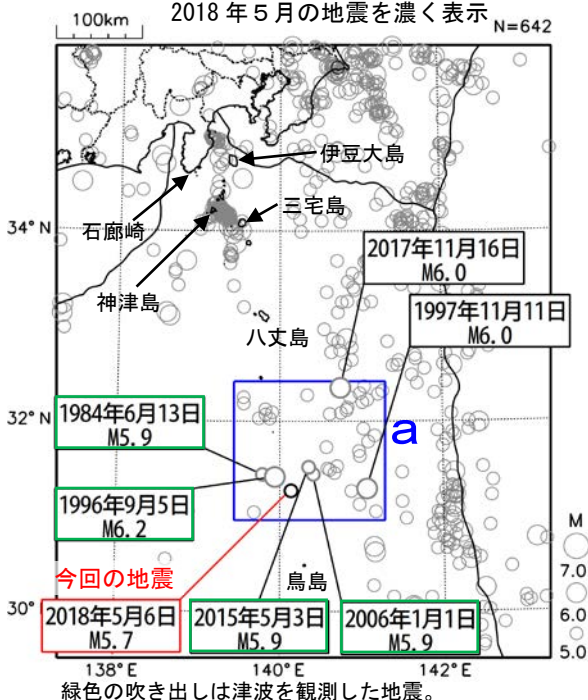 2018年5月の地震を濃く表示
100km
N=642
伊豆大島
石廊崎
三宅島
34°N
2017年11月16日
M6.0
神津島
1997年11月11日
M6.0
八丈島
32°N
1984年6月13日
M5.9
a
1996年9月5日
M6.2
今回の地震
鳥島
M
7.0
6.0
5.0
30°N
2018年5月6日
M5.7
2015年5月3日
M5.9
2006年1月1日
M5.9
138°E
140°E
142°E
緑色の吹き出しは津波を観測した地震。